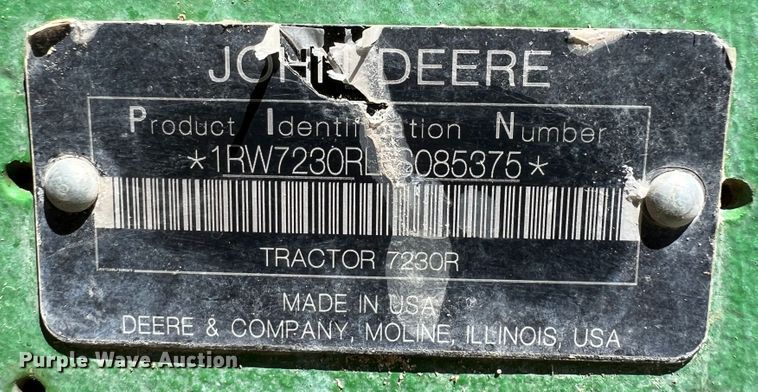 JOHN DEERE
Product Identification Number
TRACTOR 7230R
MADE IN USA
DEERE & COMPANY, MOLINE, ILLINOIS, USA
Purple Wave Auction